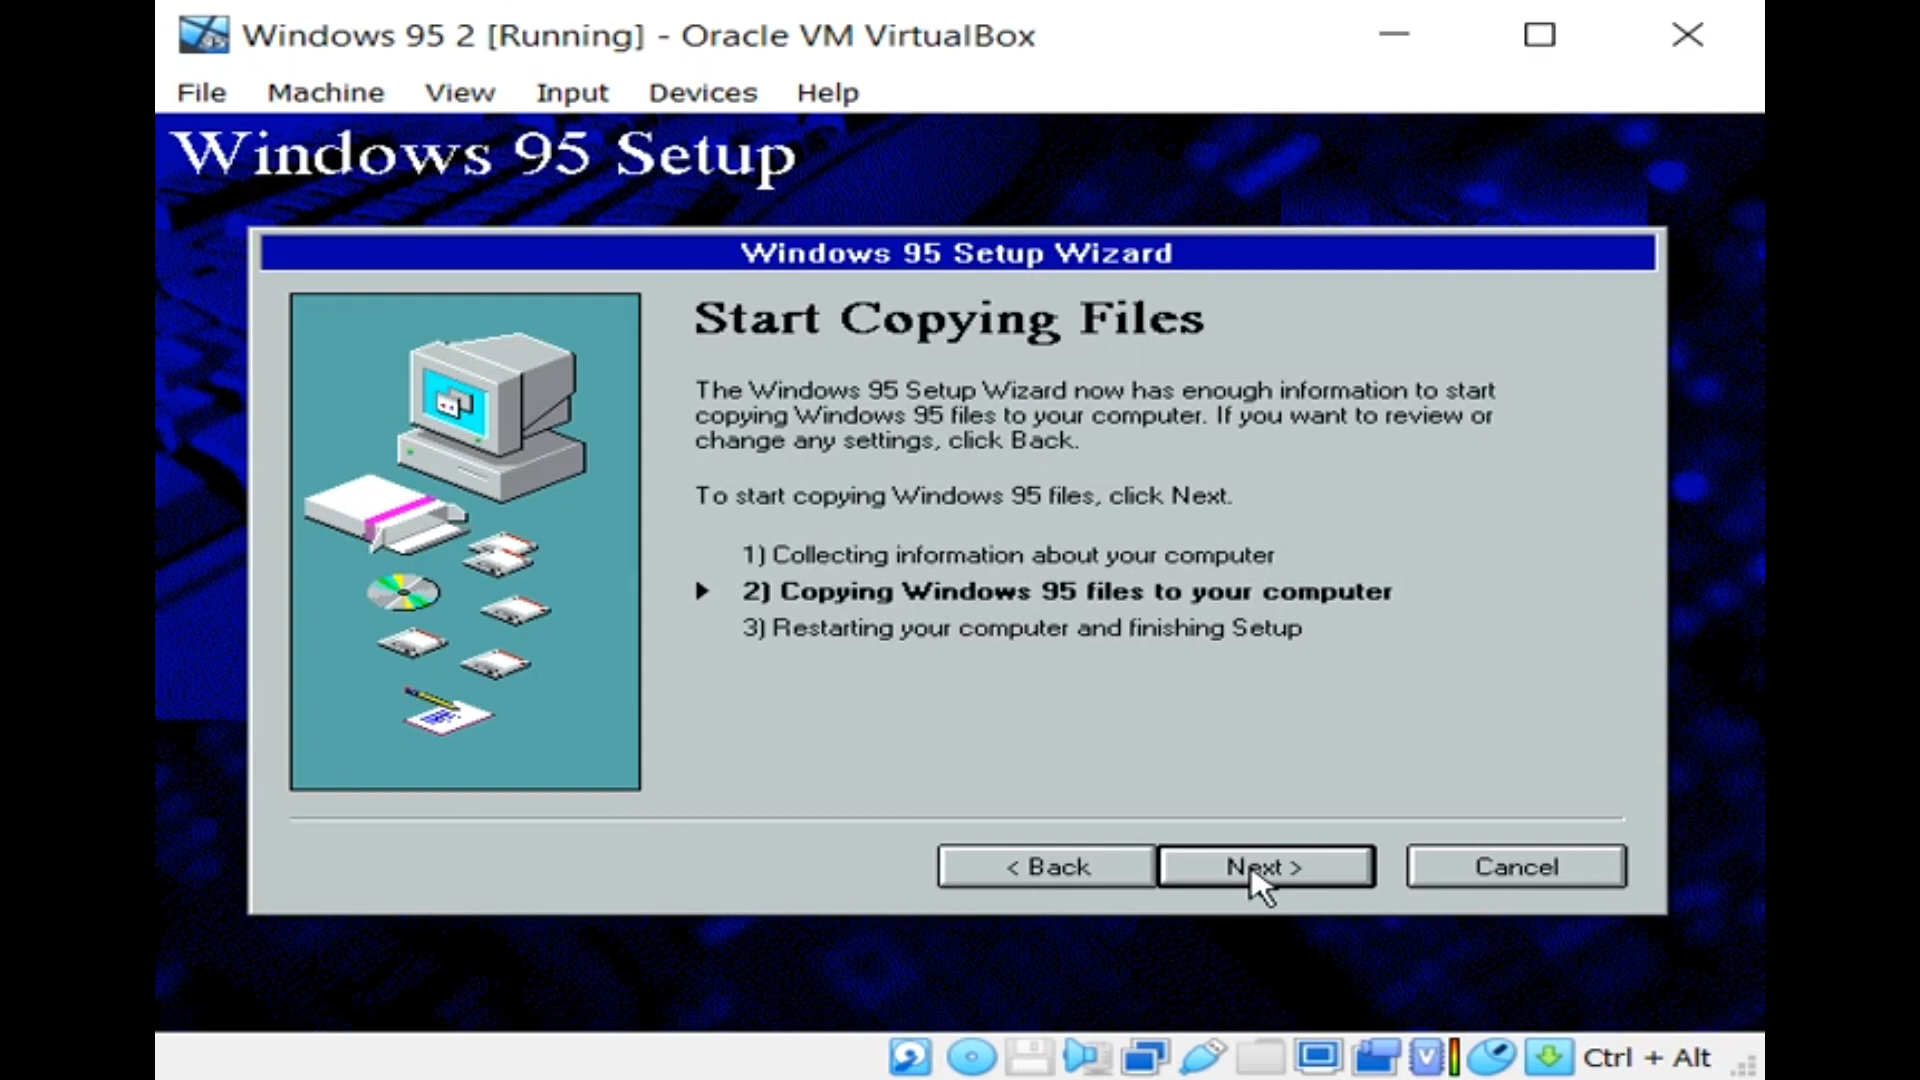 Windows 95 2 [Running] - Oracle VM VirtualBox
File Machine View Input Devices Help
Windows 95 Setup
Windows 95 Setup Wizard
Start Copying Files
The Windows 95 Setup Wizard now has enough information to start
copying Windows 95 files to your computer. If you want to review or
change any settings, click Back.
To start copying Windows 95 files, click Next.
1) Collecting information about your computer
2) Copying Windows 95 files to your computer
3) Restarting your computer and finishing Setup
< Back Next > Cancel
Ctrl + Alt